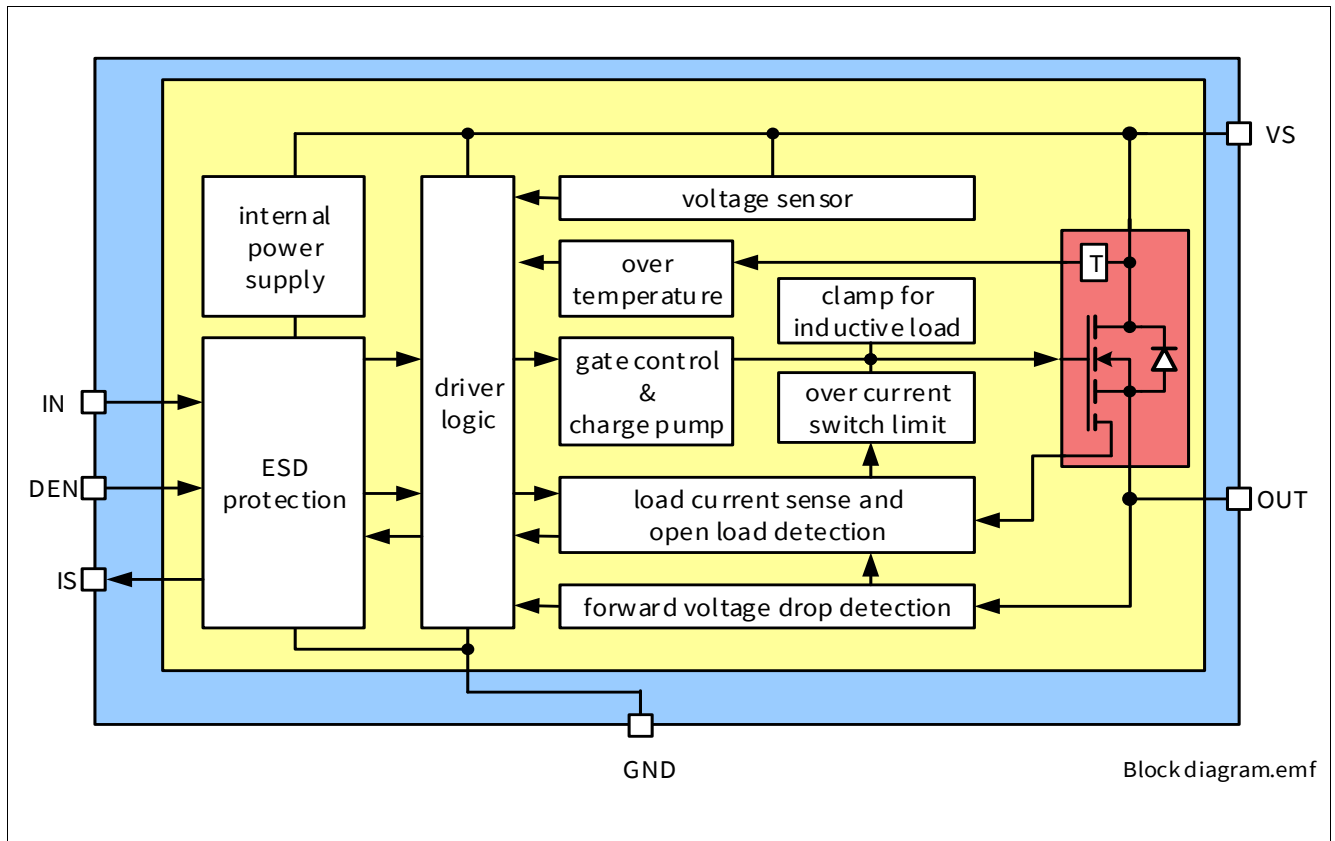 VS
voltage sensor
internal
power
supply
over
temperature
T
clamp for
inductive load
driver
logic
gate control
&
charge pump
over current
switch limit
IN
ESD
protection
DEN
load current sense and
open load detection
OUT
IS
forward voltage drop detection
GND
Block diagram.emf